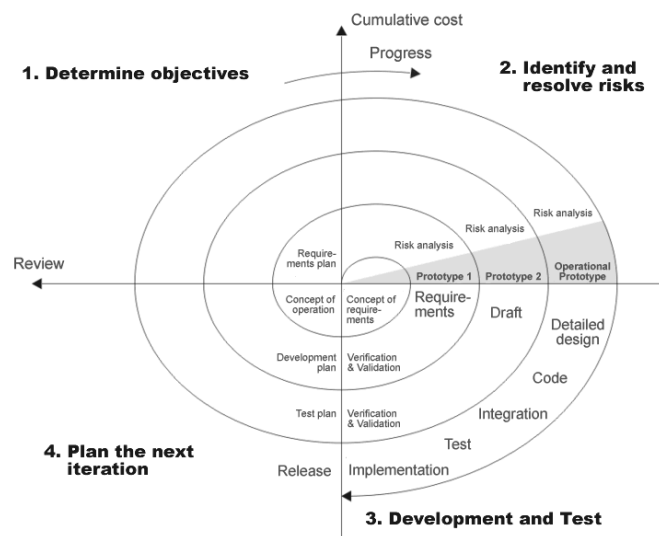 Cumulative cost
Progress
1. Determine objectives
2. Identify and
resolve risks
Risk analysis
Risk analysis
Risk analysis
Require-
ments plan
Review
Prototype 1
Prototype 2
Operational
Prototype
Concept of
operation
Concept of
require-
ments
Require-
ments
Draft
Detailed
design
Development
plan
Verification
& Validation
Code
Test plan
Verification
& Validation
Integration
Test
4. Plan the next
iteration
Release
Implementation
3. Development and Test